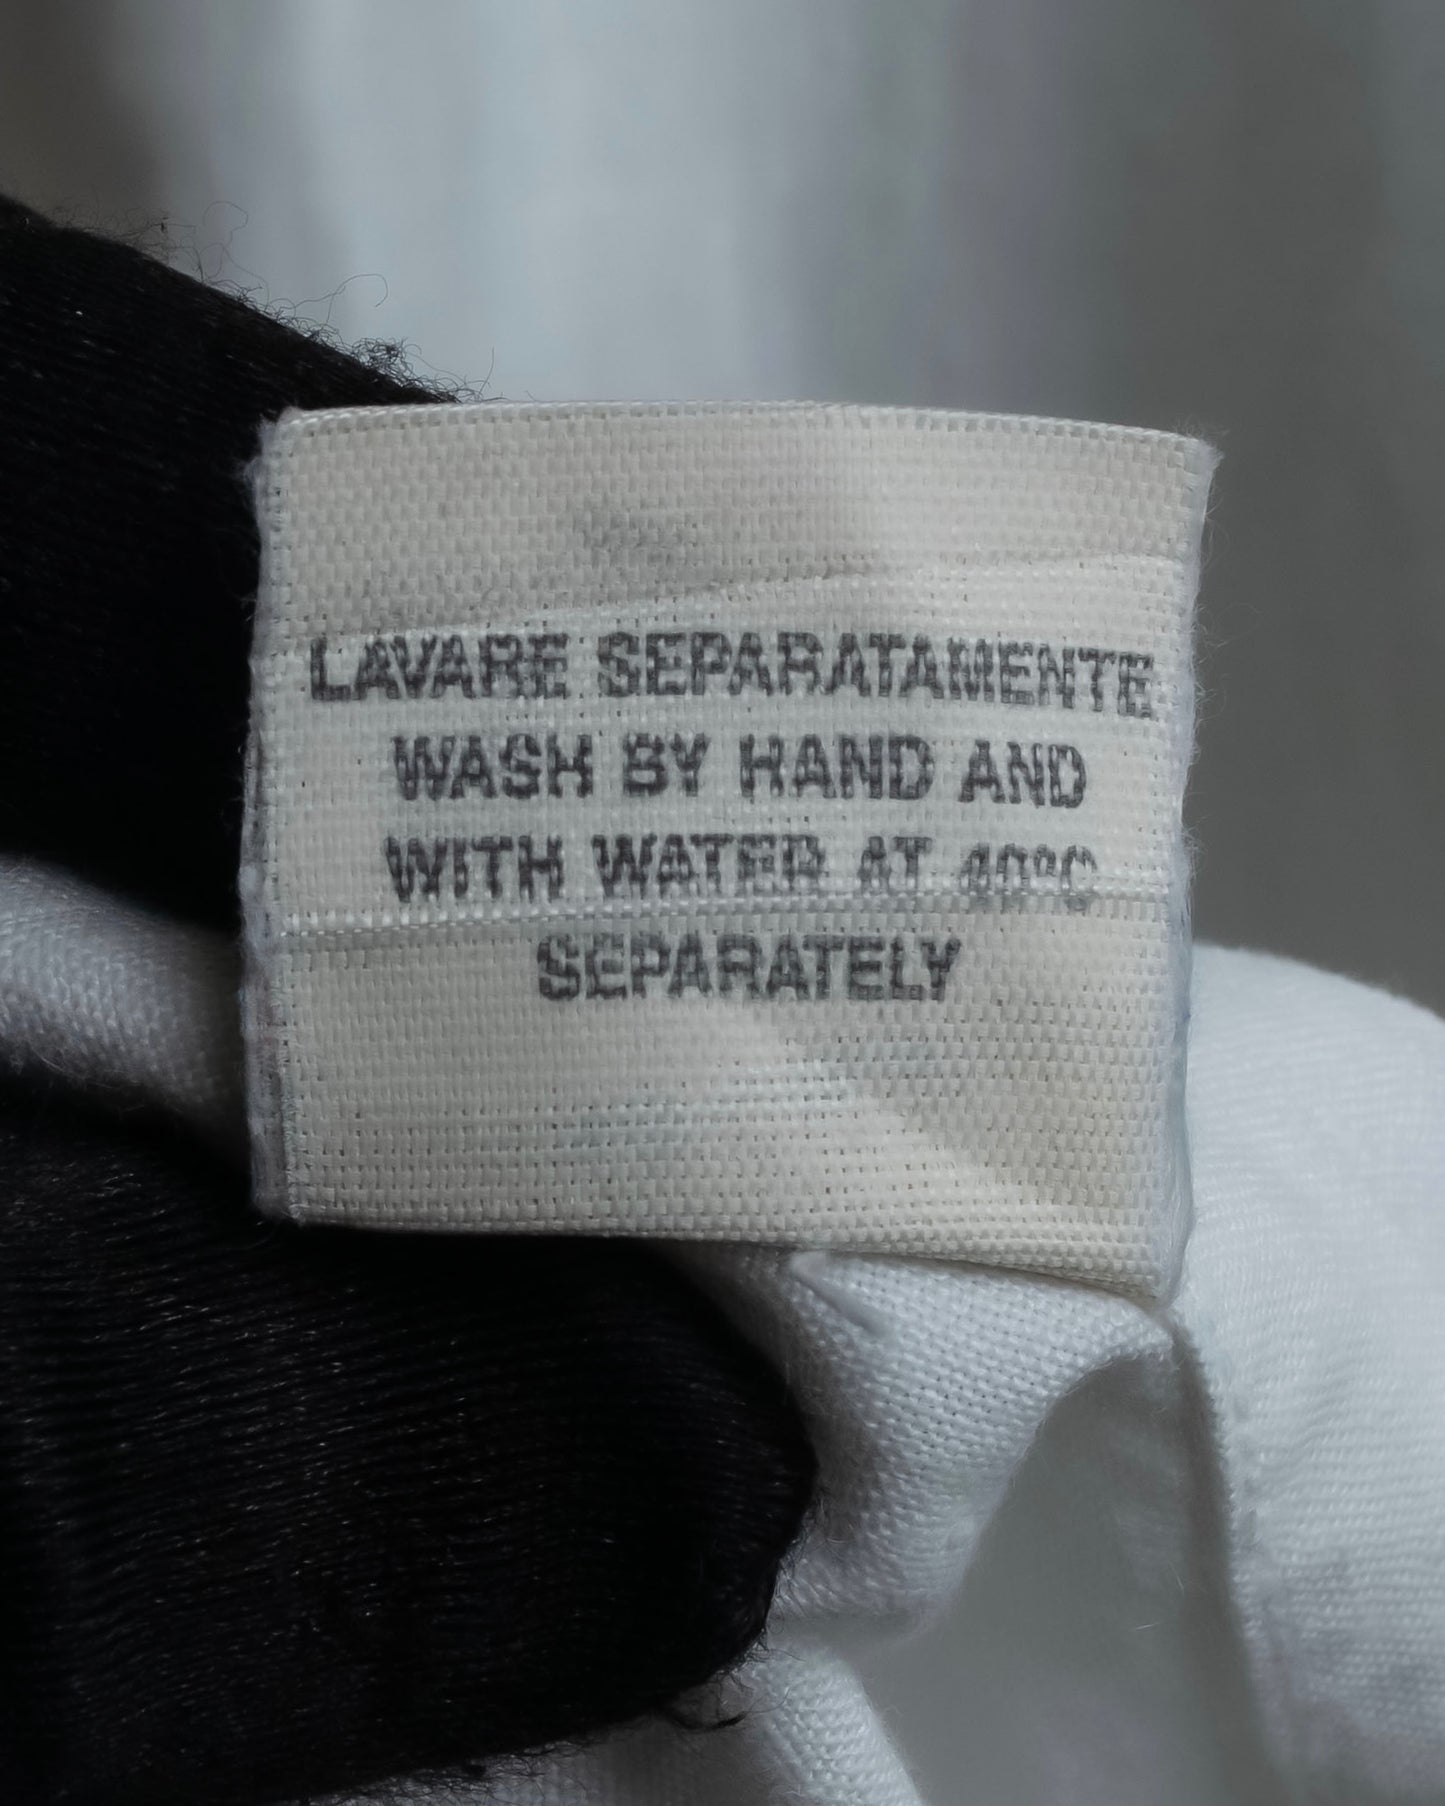 LAVARE SEPARATAMENTE
WASH BY HAND AND
WITH WATER AT 40°C
SEPARATELY